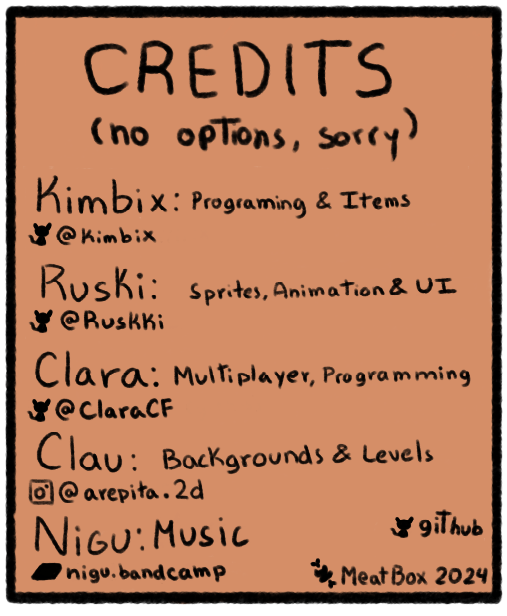 CREDITS
(no options, sorry)
Kimbix: Programing & Items
@Kimbix
Ruski: Sprites, Animation & UI
@RusKKi
Clara: Multiplayer, Programming
@ClaraCF
Clau: Backgrounds & Levels
@arepita.2d
NiGU: Music
github
nigu.bandcamp
MeatBox 2024